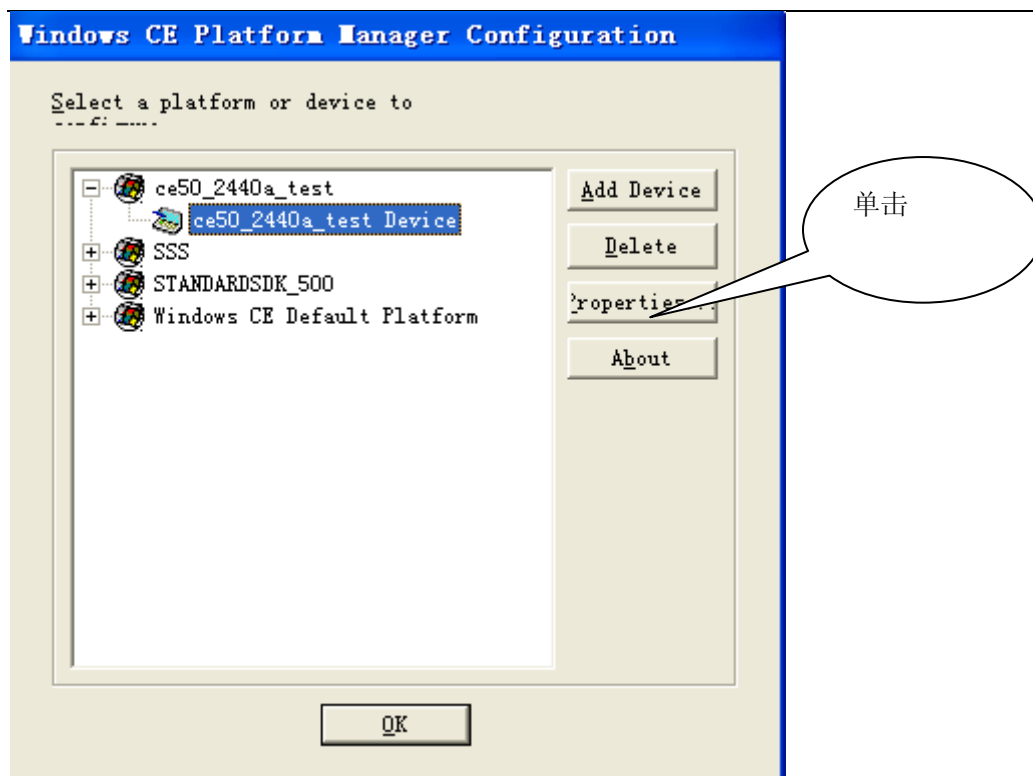 Windows CE Platform Manager Configuration
Select a platform or device to
ce50_2440a_test
ce50_2440a_test Device
SSS
STANDARDSDK_500
Windows CE Default Platform
Add Device
Delete
Properties..
About
OK
单击